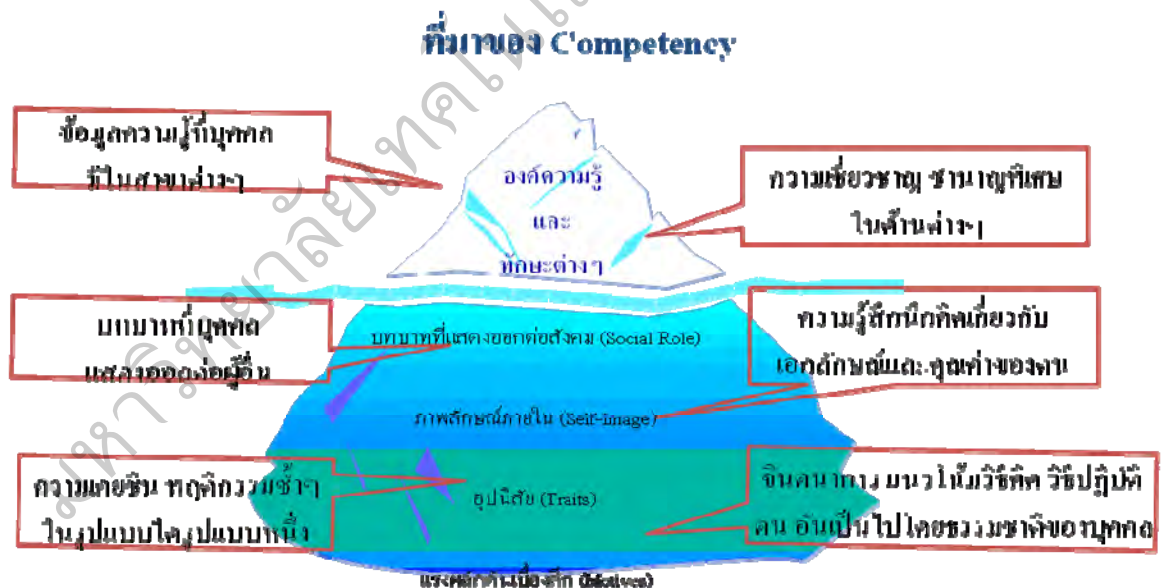 ที่มาของ Competency
ข้อมูลความรู้ที่บุคคล
มีในสาขาต่างๆ
องค์ความรู้
และ
ทักษะต่างๆ
ความเชี่ยวชาญ ชำนาญพิเศษ
ในด้านต่างๆ
บทบาทที่บุคคล
แสดงออกต่อผู้อื่น
บทบาทที่แสดงออกต่อสังคม (Social Role)
ความรู้สึกนึกคิดเกี่ยวกับ
เอกลักษณ์และคุณค่าของตน
ภาพลักษณ์ภายใน (Self-Image)
ความเคยชิน พฤติกรรมซ้ำๆ
ในรูปแบบใดรูปแบบหนึ่ง
อุปนิสัย (Traits)
จินตนาการ แนวโน้มวิธีคิด วิธีปฏิบัติ
ตน อันเป็นไปโดยธรรมชาติของบุคคล
แรงผลักดันเบื้องลึก (Motives)